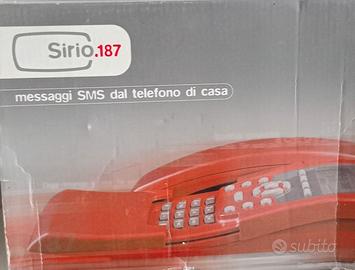 Sirio.187
messaggi SMS dal telefono di casa
subito